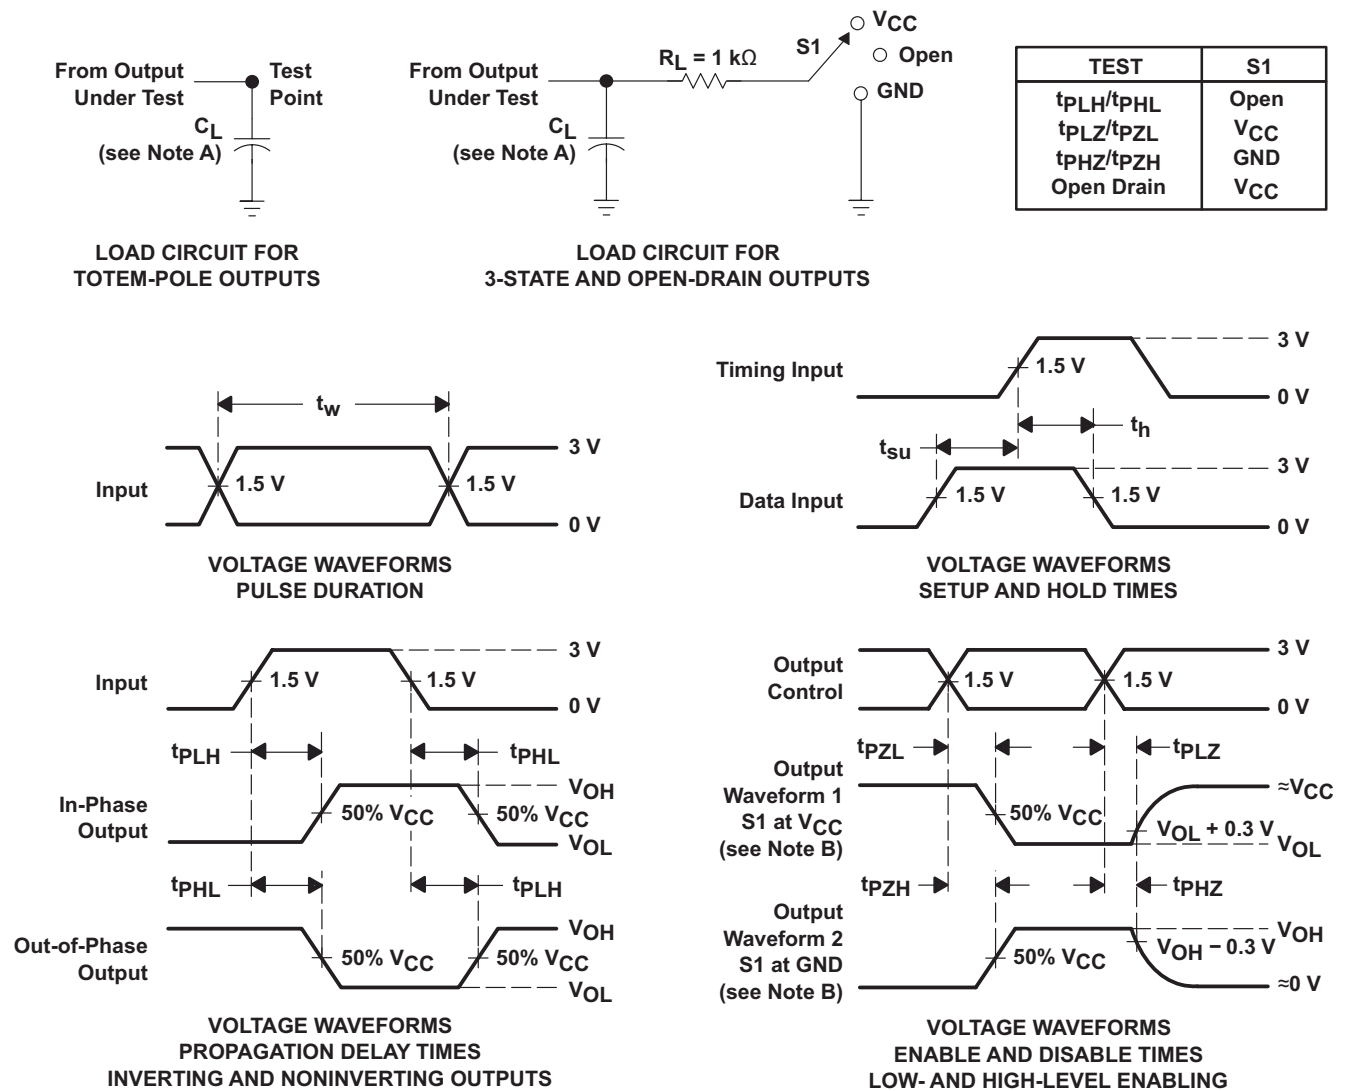 From Output
Under Test
Test
Point
CL
(see Note A)
LOAD CIRCUIT FOR
TOTEM-POLE OUTPUTS
From Output
Under Test
RL = 1 kΩ
S1
VCC
Open
GND
CL
(see Note A)
LOAD CIRCUIT FOR
3-STATE AND OPEN-DRAIN OUTPUTS
TEST S1
tPLH/tPHL Open
tPLZ/tPZL VCC
tPHZ/tPZH GND
Open Drain VCC
tw
Input
1.5 V
1.5 V
3 V
0 V
VOLTAGE WAVEFORMS
PULSE DURATION
Timing Input
1.5 V
3 V
0 V
tsu
th
Data Input
1.5 V
1.5 V
3 V
0 V
VOLTAGE WAVEFORMS
SETUP AND HOLD TIMES
Input
1.5 V
1.5 V
3 V
0 V
tPLH
tPHL
In-Phase
Output
50% VCC
50% VCC
VOH
VOL
tPHL
tPLH
Out-of-Phase
Output
50% VCC
50% VCC
VOH
VOL
VOLTAGE WAVEFORMS
PROPAGATION DELAY TIMES
INVERTING AND NONINVERTING OUTPUTS
Output
Control
1.5 V
1.5 V
3 V
0 V
tPZL
tPLZ
Output
Waveform 1
S1 at VCC
(see Note B)
50% VCC
VOL + 0.3 V
≈VCC
VOL
tPZH
tPHZ
Output
Waveform 2
S1 at GND
(see Note B)
50% VCC
VOH − 0.3 V
VOH
≈0 V
VOLTAGE WAVEFORMS
ENABLE AND DISABLE TIMES
LOW- AND HIGH-LEVEL ENABLING